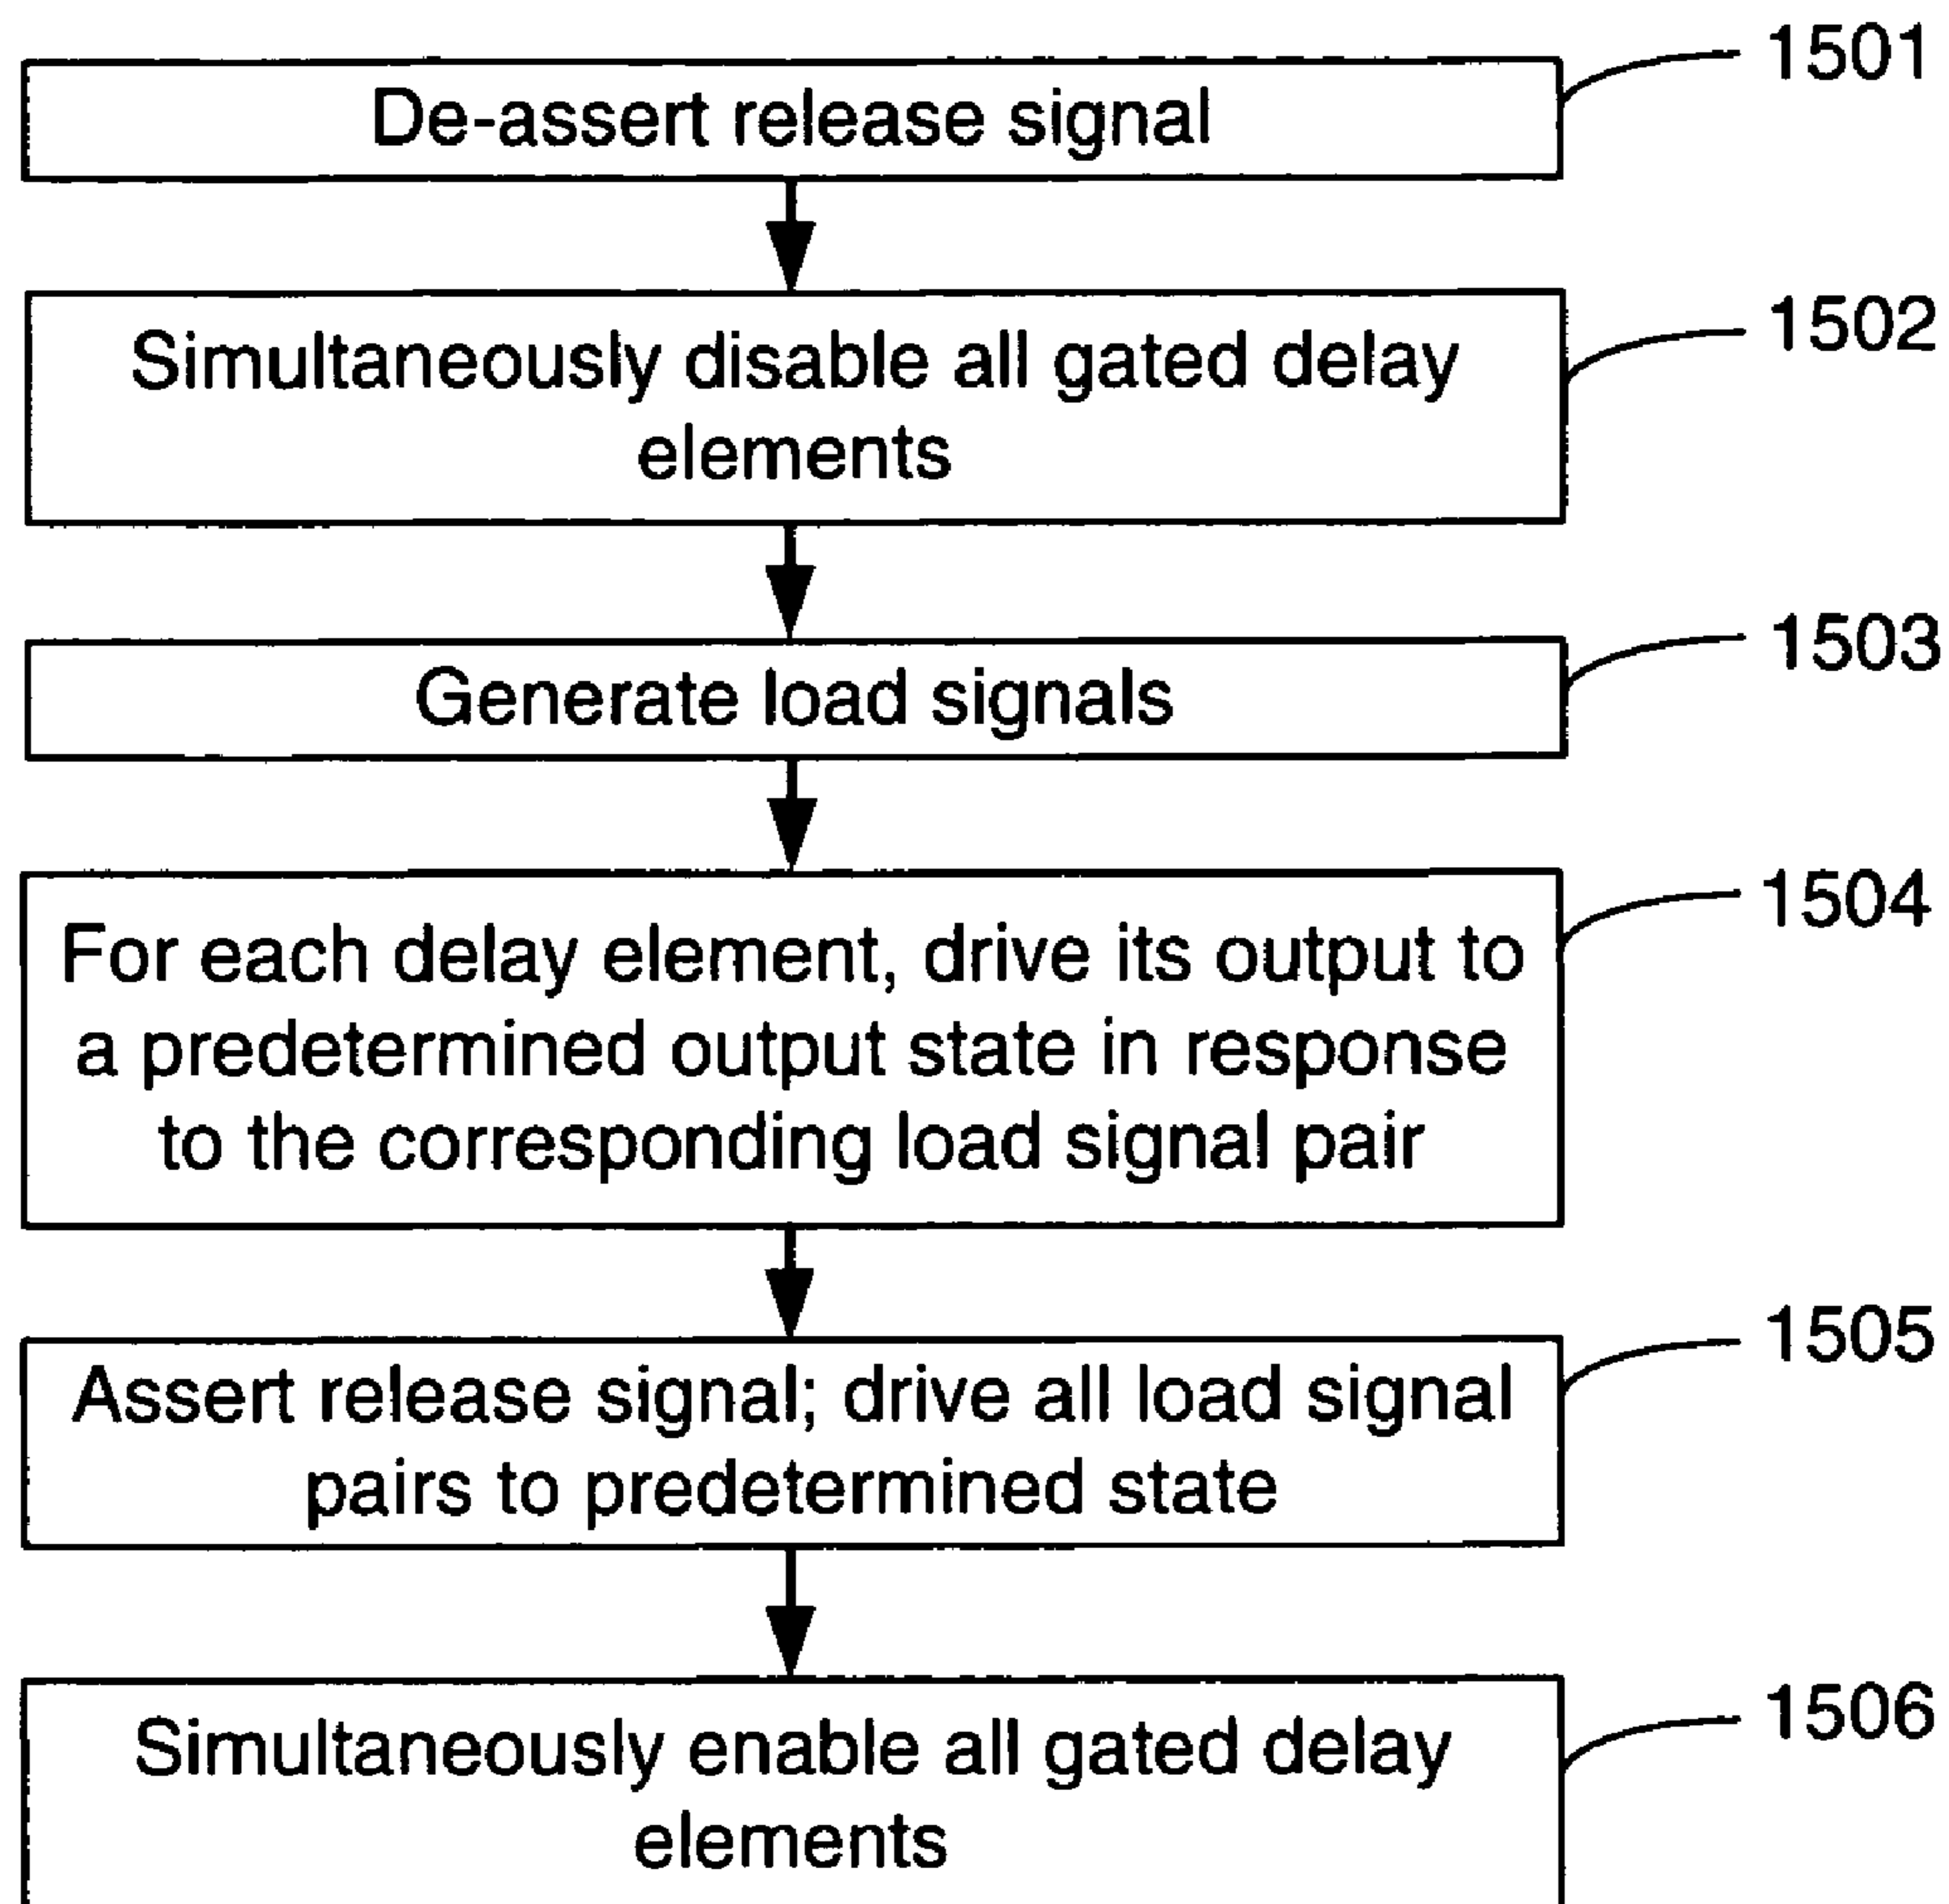 De-assert release signal
1501
Simultaneously disable all gated delay
elements
1502
Generate load signals
1503
For each delay element, drive its output to
a predetermined output state in response
to the corresponding load signal pair
1504
Assert release signal; drive all load signal
pairs to predetermined state
1505
Simultaneously enable all gated delay
elements
1506